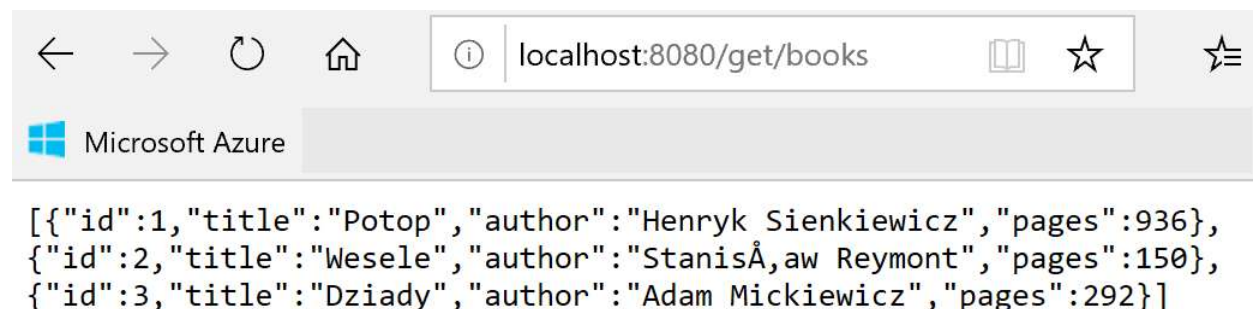 localhost:8080/get/books
Microsoft Azure
[{"id":1,"title":"Potop","author":"Henryk Sienkiewicz","pages":936},
{"id":2,"title":"Wesele","author":"StanisÅ‚aw Reymont","pages":150},
{"id":3,"title":"Dziady","author":"Adam Mickiewicz","pages":292}]